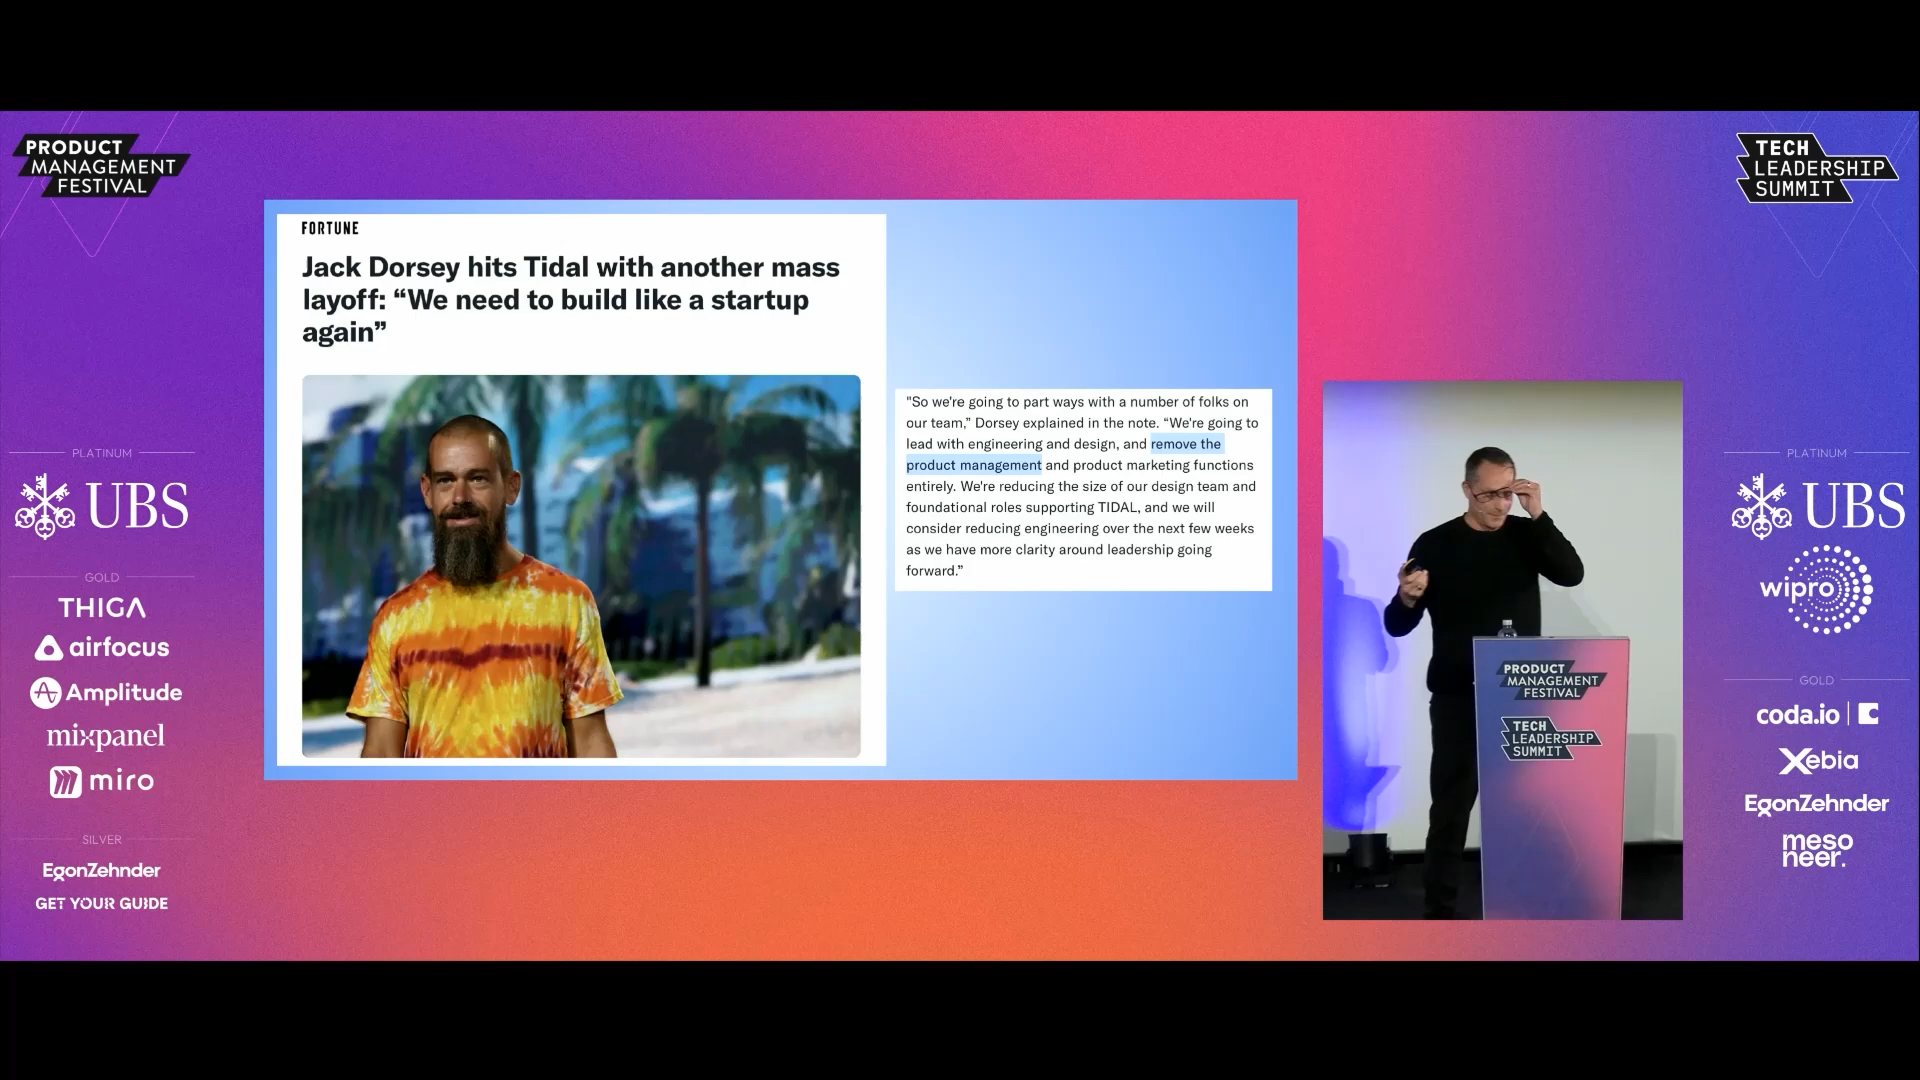 PRODUCT
MANAGEMENT
FESTIVAL
TECH
LEADERSHIP
SUMMIT
FORTUNE
Jack Dorsey hits Tidal with another mass
layoff: “We need to build like a startup
again”
"So we're going to part ways with a number of folks on
our team,” Dorsey explained in the note. “We're going to
lead with engineering and design, and remove the
product management and product marketing functions
entirely. We're reducing the size of our design team and
foundational roles supporting TIDAL, and we will
consider reducing engineering over the next few weeks
as we have more clarity around leadership going
forward.”
PLATINUM
UBS
GOLD
THIGA
airfocus
Amplitude
mixpanel
miro
SILVER
EgonZehnder
GET YOUR GUIDE
PRODUCT
MANAGEMENT
FESTIVAL
TECH
LEADERSHIP
SUMMIT
PLATINUM
UBS
wipro
GOLD
coda.io
Xebia
EgonZehnder
meso
neer.